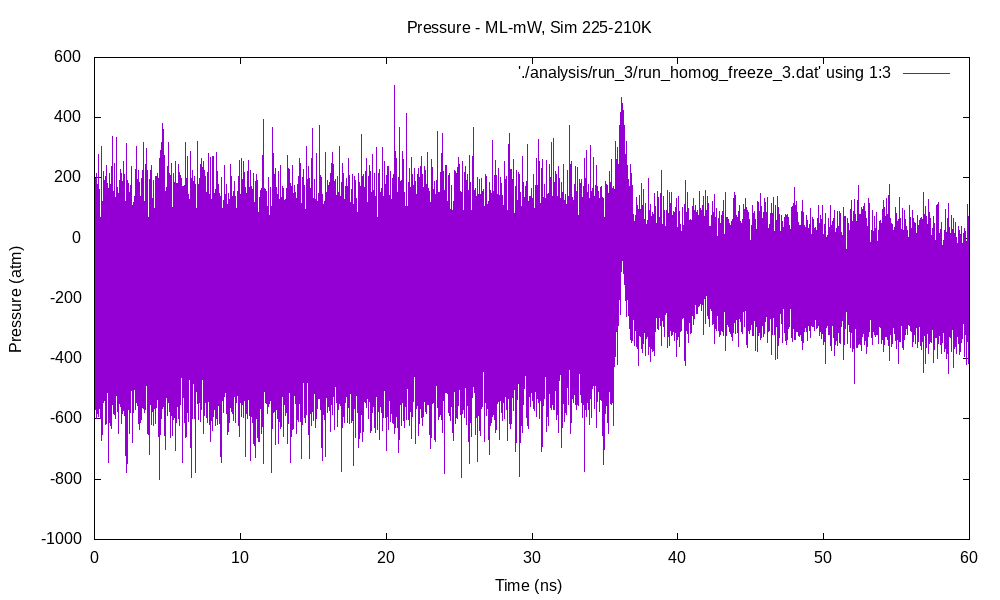 Pressure - ML-mW, Sim 225-210K
'./analysis/run_3/run_homog_freeze_3.dat' using 1:3
600
400
200
0
-200
-400
-600
-800
-1000
Pressure (atm)
0 10 20 30 40 50 60
Time (ns)